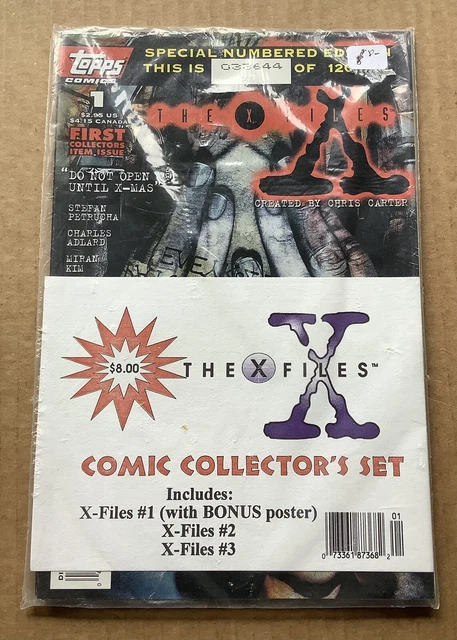 Topps
COMICS
SPECIAL NUMBERED EDITION
THIS IS 033644 OF 120
1
$2.95 US
$4.15 CANADA
FIRST
COLLECTORS
ITEM ISSUE
THE X FILES
X
CREATED BY CHRIS CARTER
"DO NOT OPEN
UNTIL X-MAS"
STEFAN
PETRUCHA
CHARLES
ADLARD
MIRAN
KIM
$8.00
THE X FILES™
X
COMIC COLLECTOR'S SET
Includes:
X-Files #1 (with BONUS poster)
X-Files #2
X-Files #3
01
0 73361 87368 2